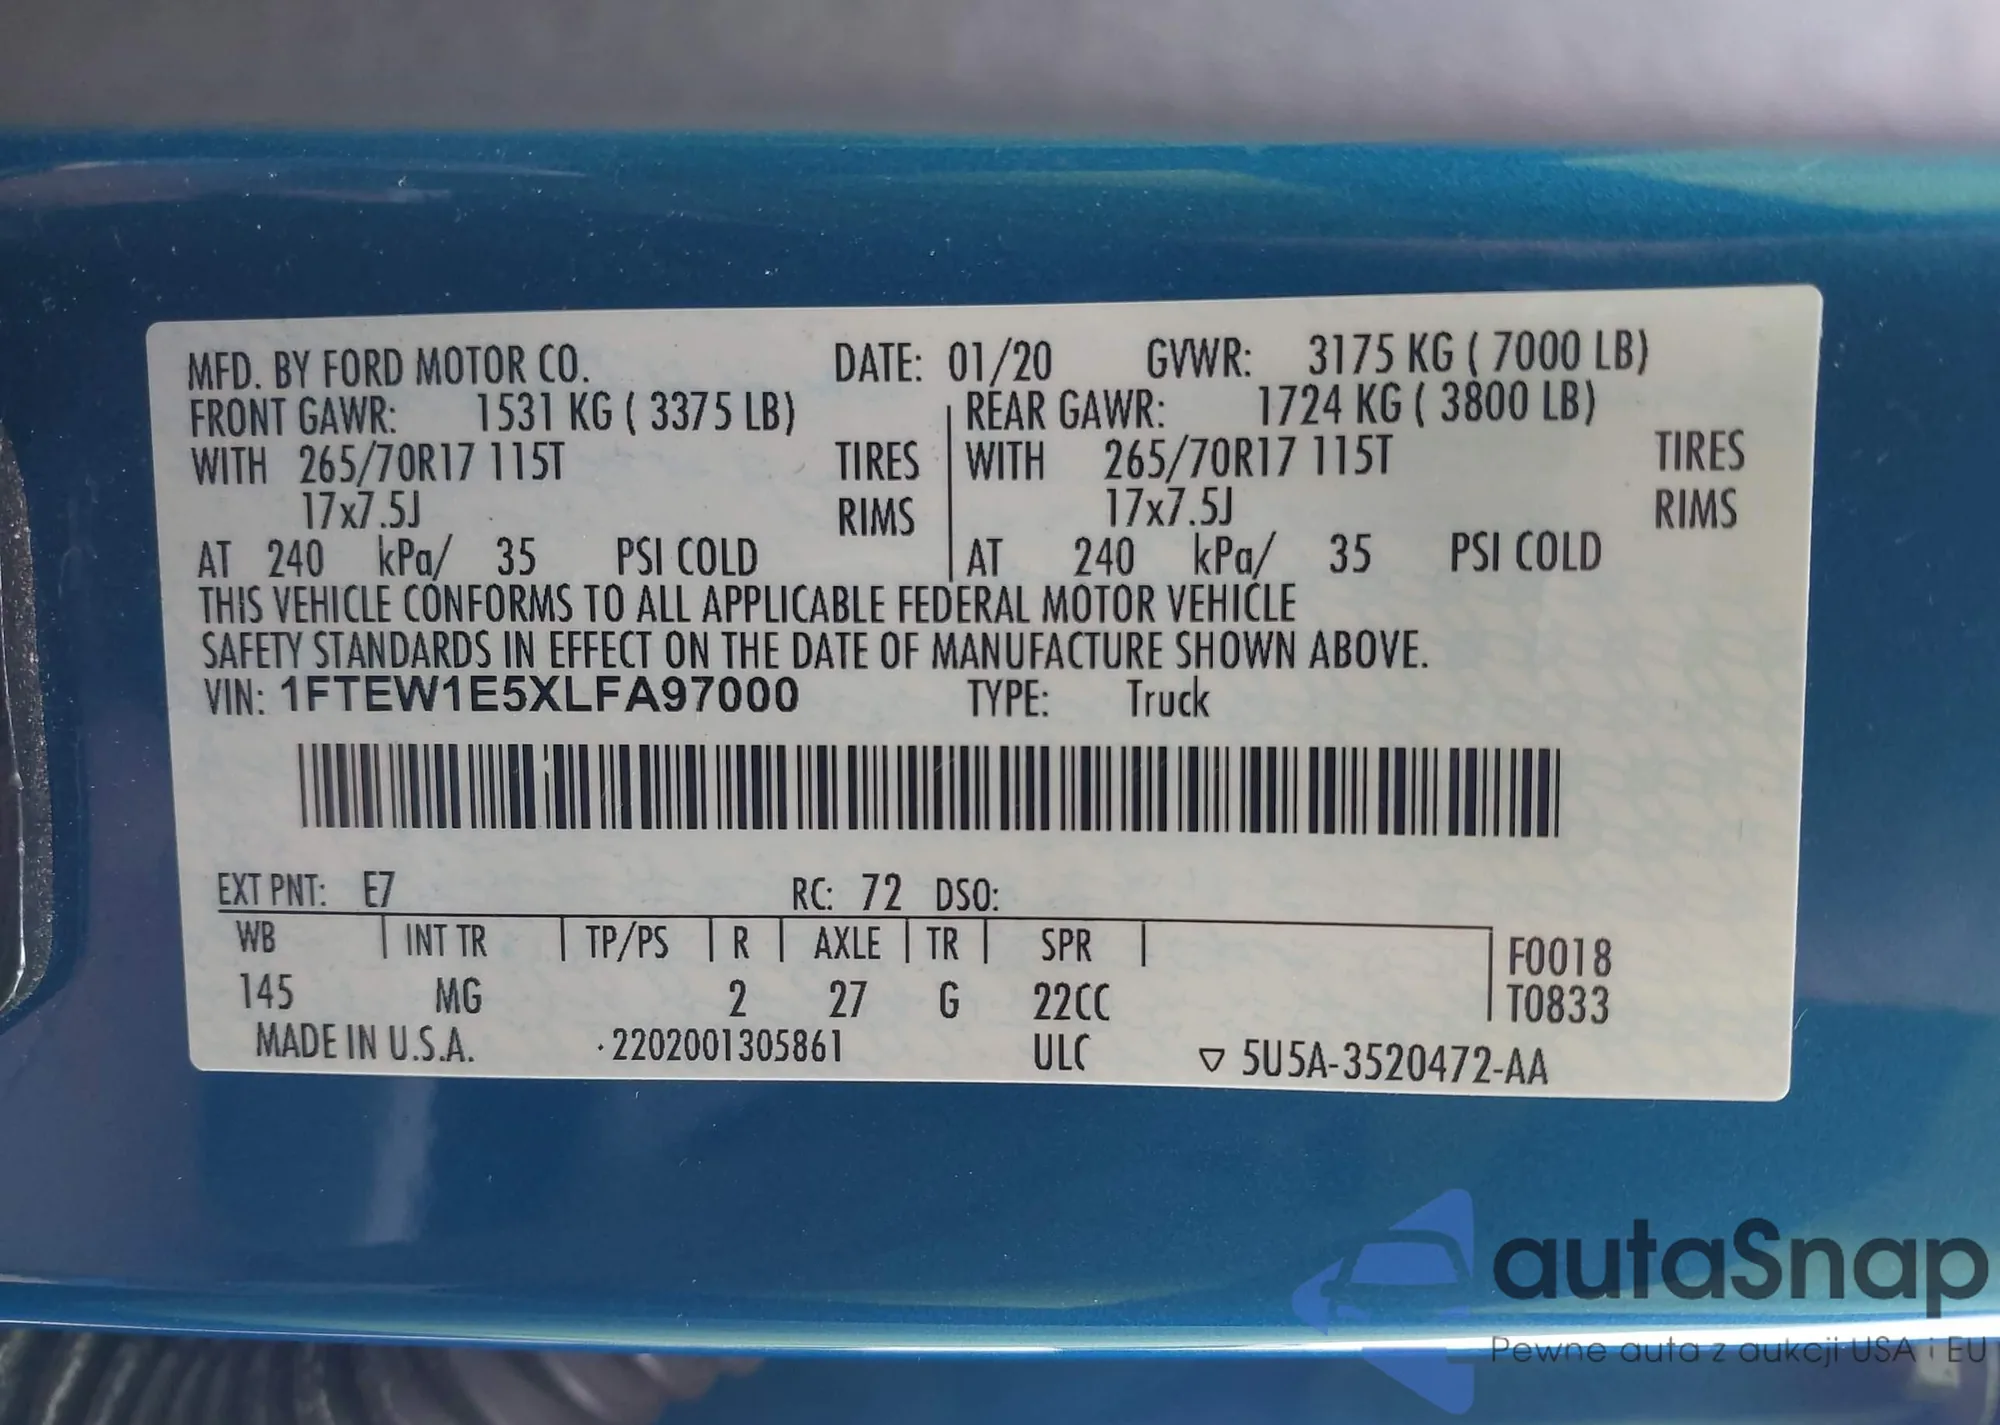 MFD. BY FORD MOTOR CO. DATE: 01/20 GVWR: 3175 KG ( 7000 LB)
FRONT GAWR: 1531 KG ( 3375 LB) REAR GAWR: 1724 KG ( 3800 LB)
WITH 265/70R17 115T TIRES WITH 265/70R17 115T TIRES
17x7.5J RIMS 17x7.5J RIMS
AT 240 kPa/ 35 PSI COLD AT 240 kPa/ 35 PSI COLD
THIS VEHICLE CONFORMS TO ALL APPLICABLE FEDERAL MOTOR VEHICLE
SAFETY STANDARDS IN EFFECT ON THE DATE OF MANUFACTURE SHOWN ABOVE.
VIN: 1FTEW1E5XLFA97000 TYPE: Truck
EXT PNT: E7 RC: 72 DSO:
WB INT TR TP/PS R AXLE TR SPR F0018
145 MG 2 27 G 22CC T0833
MADE IN U.S.A. ·2202001305861 ULC ▽ 5U5A-3520472-AA
autaSnap
Pewne auta z aukcji USA i EU